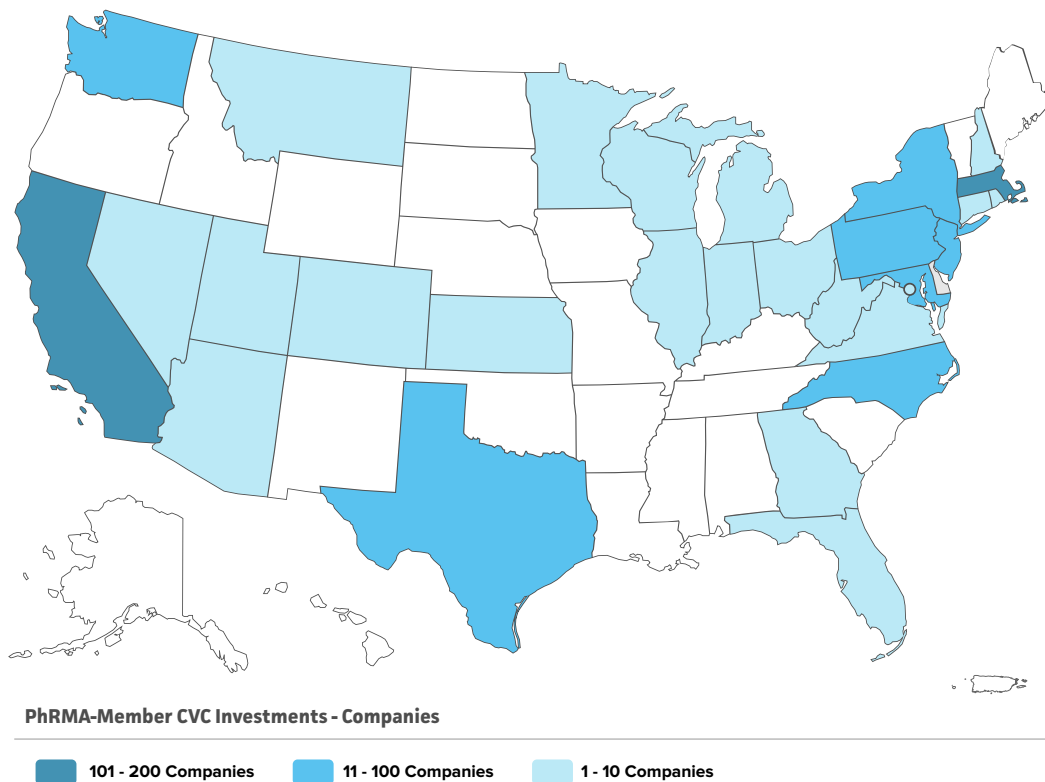 PhRMA-Member CVC Investments - Companies
101 - 200 Companies
11 - 100 Companies
1 - 10 Companies